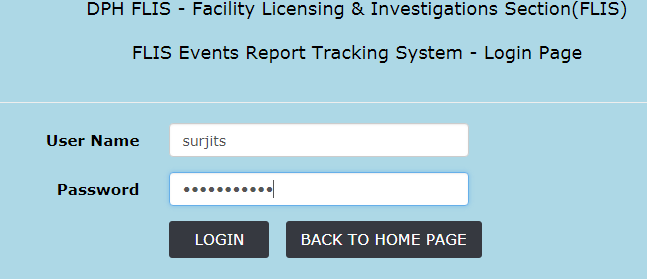 DPH FLIS - Facility Licensing & Investigations Section(FLIS)
FLIS Events Report Tracking System - Login Page
User Name surjits
Password •••••••••••
LOGIN BACK TO HOME PAGE